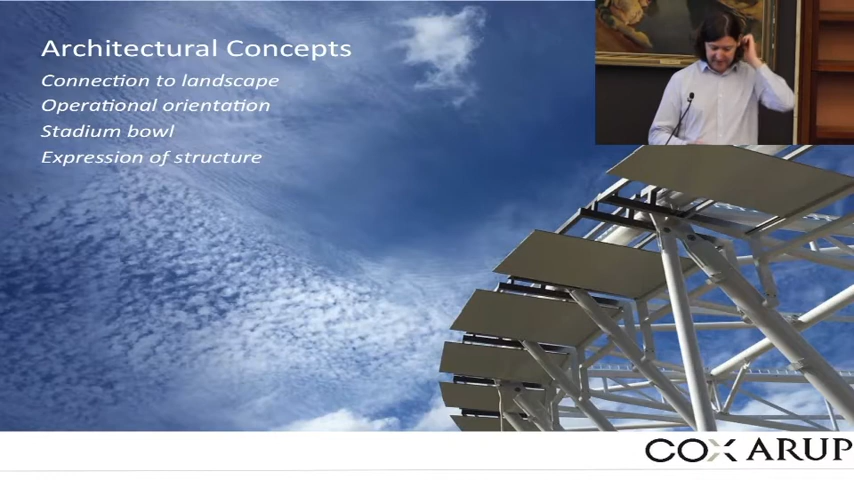 Architectural Concepts
Connection to landscape
Operational orientation
Stadium bowl
Expression of structure
COX ARUP